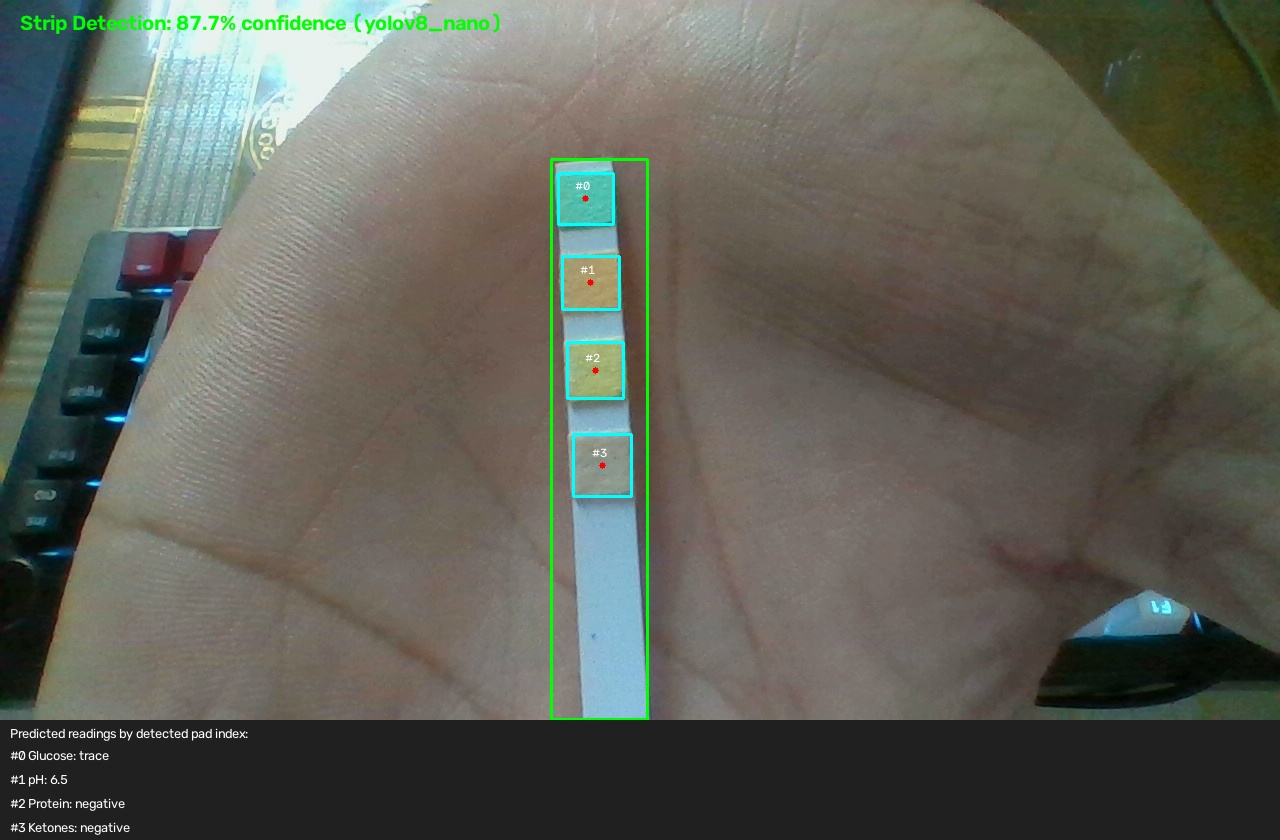 Strip Detection: 87.7% confidence (yolov8_nano)
#0
#1
#2
#3
F1
Predicted readings by detected pad index:
#0 Glucose: trace
#1 pH: 6.5
#2 Protein: negative
#3 Ketones: negative